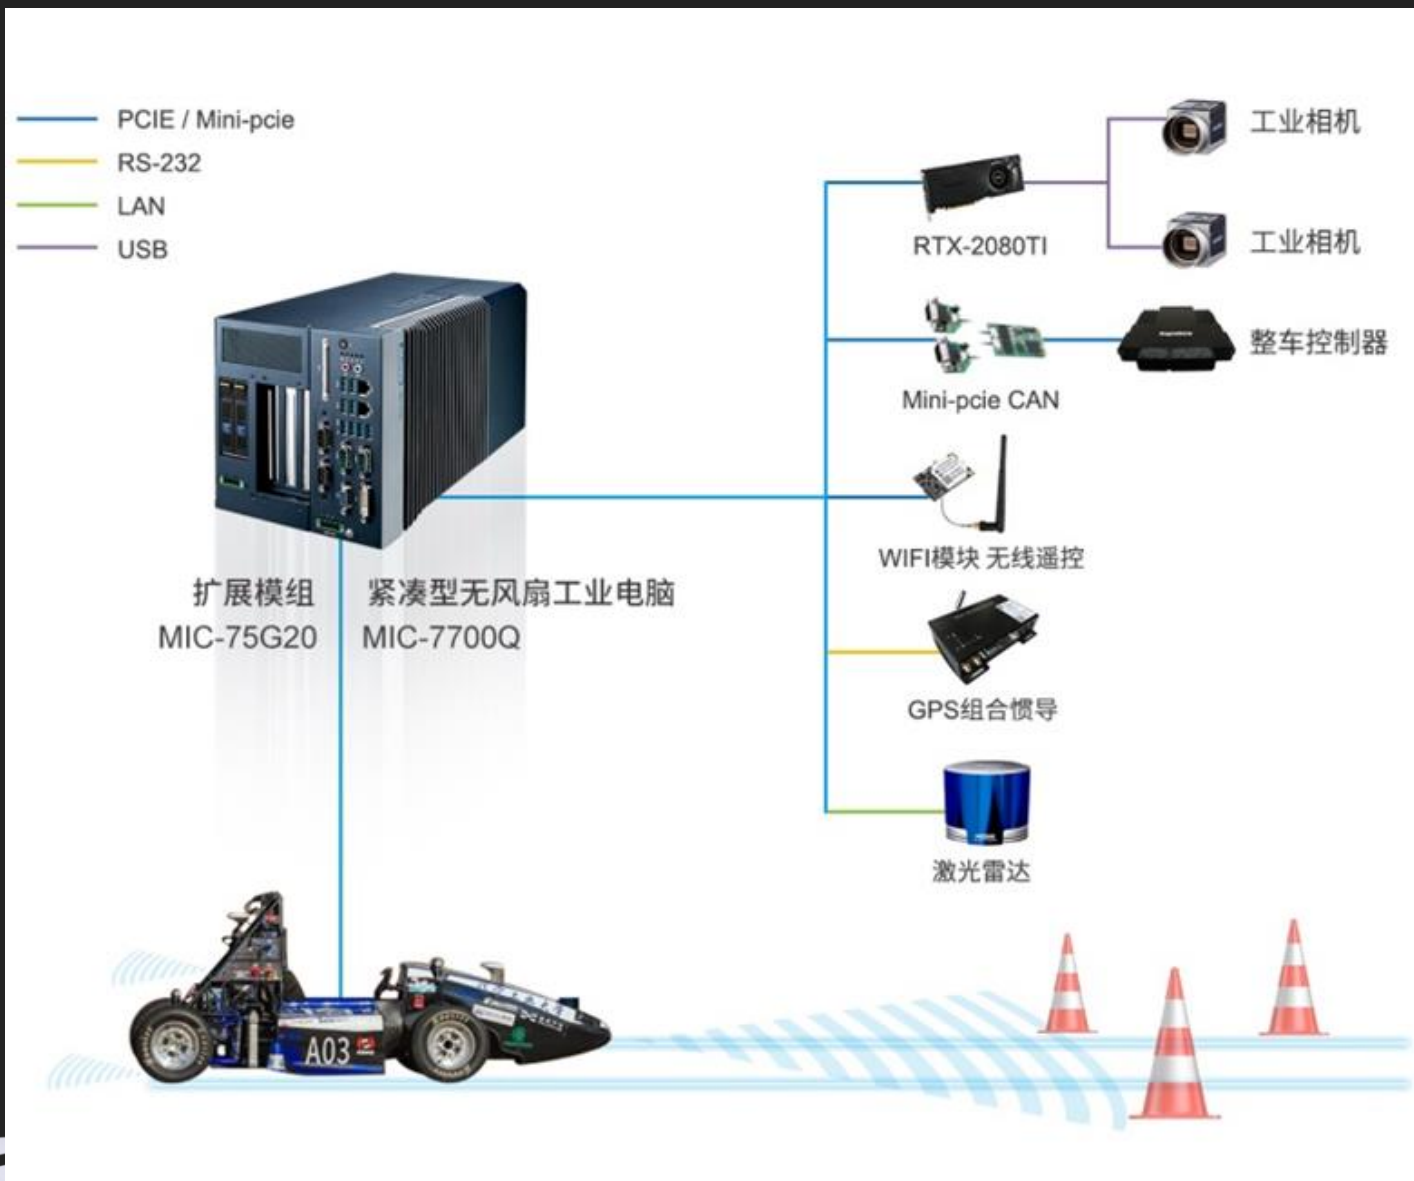 PCIE / Mini-pcie
RS-232
LAN
USB
工业相机
RTX-2080TI
工业相机
整车控制器
Mini-pcie CAN
WIFI模块 无线遥控
扩展模组
MIC-75G20
紧凑型无风扇工业电脑
MIC-7700Q
GPS组合惯导
激光雷达
A03